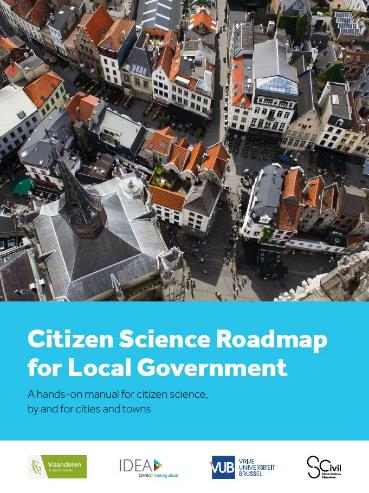 Citizen Science Roadmap
for Local Government
A hands-on manual for citizen science,
by and for cities and towns
Vlaanderen
IDEA
VUB
VRIJE
UNIVERSITEIT
BRUSSEL
SCivil